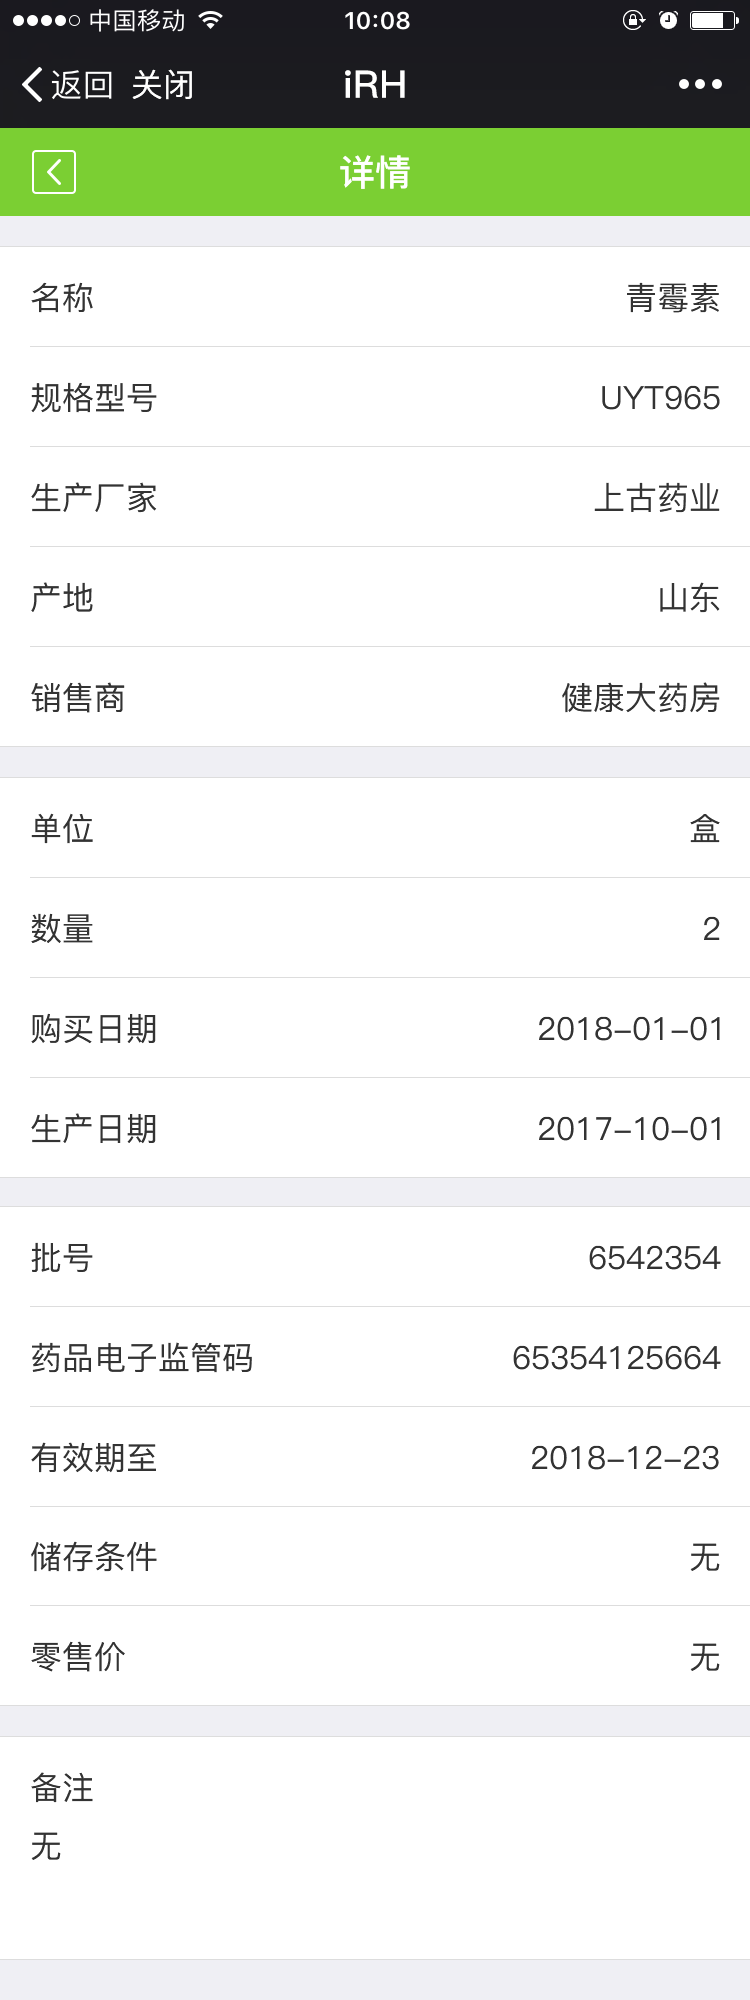 中国移动 10:08
返回 关闭 iRH
详情
名称 青霉素
规格型号 UYT965
生产厂家 上古药业
产地 山东
销售商 健康大药房
单位 盒
数量 2
购买日期 2018-01-01
生产日期 2017-10-01
批号 6542354
药品电子监管码 65354125664
有效期至 2018-12-23
储存条件 无
零售价 无
备注
无